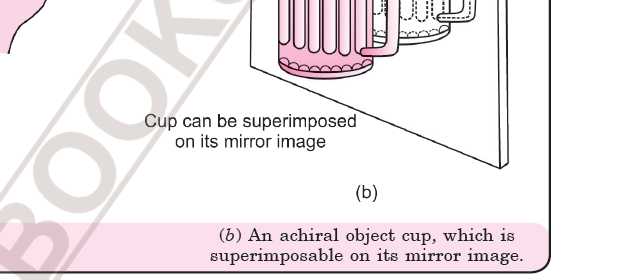 Cup can be superimposed
on its mirror image
(b)
(b) An achiral object cup, which is
superimposable on its mirror image.
BOOK